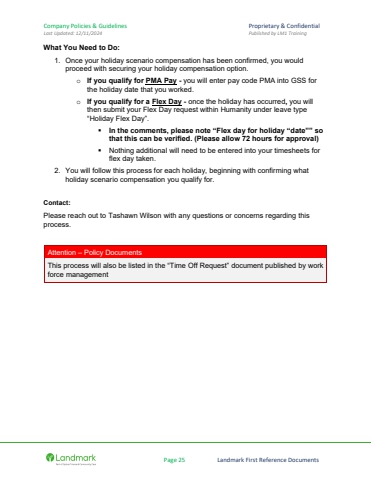 Company Policies & Guidelines Proprietary & Confidential
Last Updated: 12/11/2024 Published by LMS Training
What You Need to Do:
1. Once your holiday scenario compensation has been confirmed, you would
proceed with securing your holiday compensation option.
o If you qualify for PMA Pay - you will enter pay code PMA into GSS for
the holiday date that you worked.
o If you qualify for a Flex Day - once the holiday has occurred, you will
then submit your Flex Day request within Humanity under leave type
“Holiday Flex Day”.
▪ In the comments, please note “Flex day for holiday “date”” so
that this can be verified. (Please allow 72 hours for approval)
▪ Nothing additional will need to be entered into your timesheets for
flex day taken.
2. You will follow this process for each holiday, beginning with confirming what
holiday scenario compensation you qualify for.
Contact:
Please reach out to Tashawn Wilson with any questions or concerns regarding this
process.
Attention – Policy Documents
This process will also be listed in the “Time Off Request” document published by work
force management
Landmark Page 25 Landmark First Reference Documents